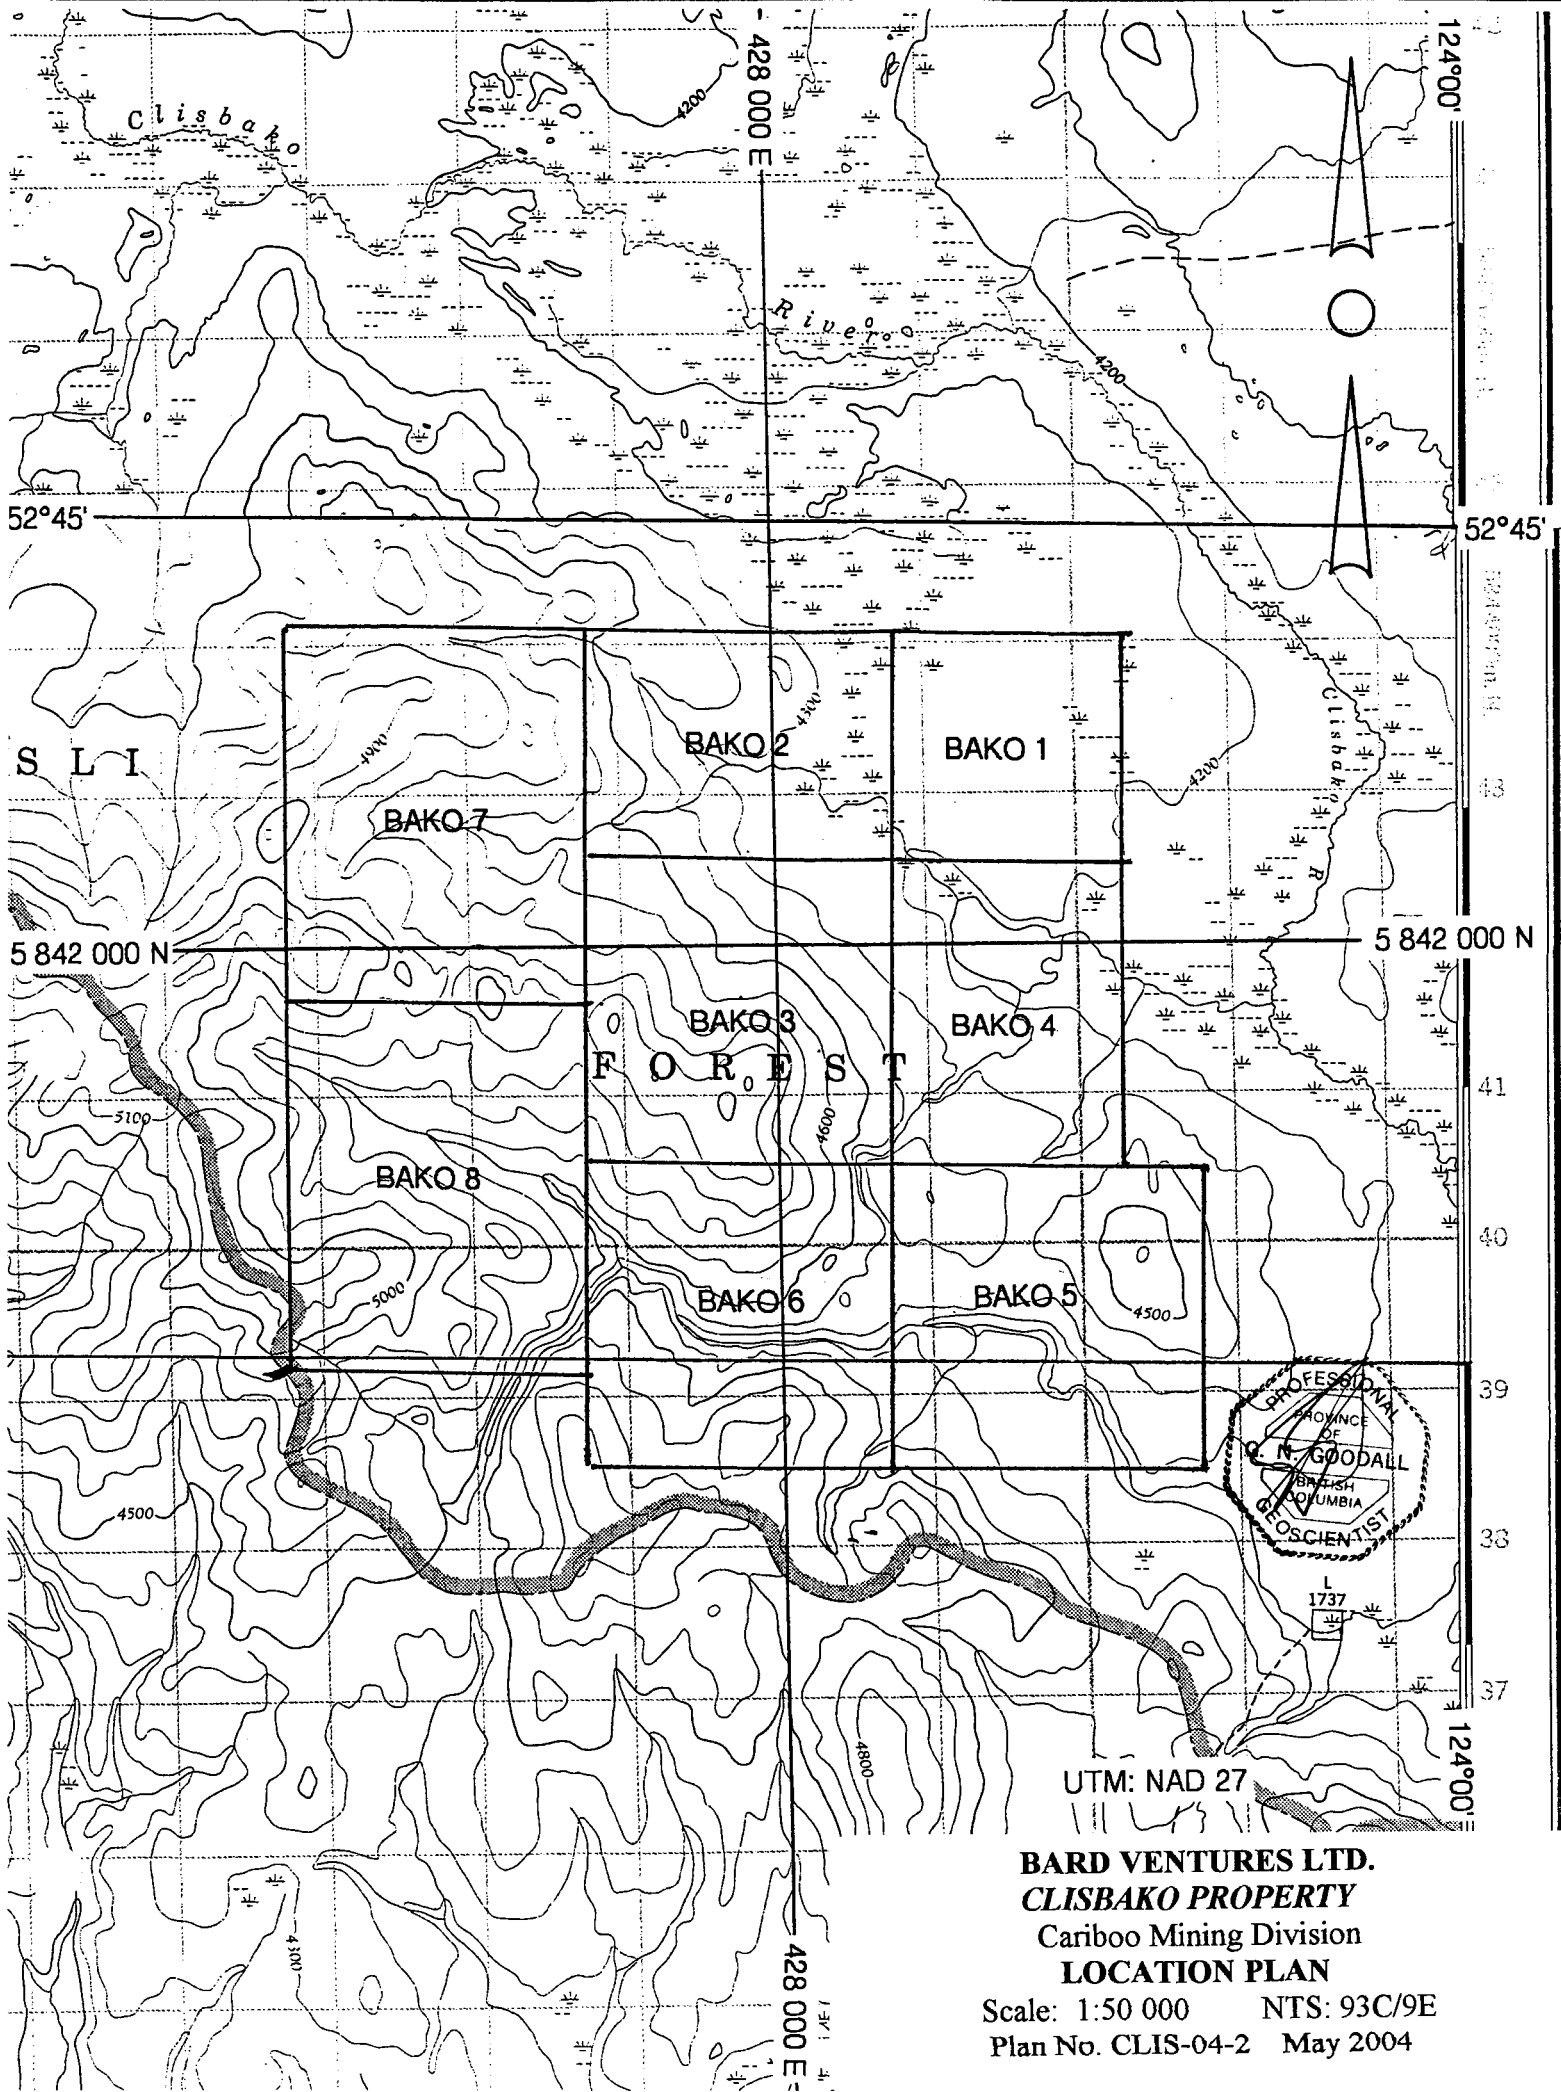 428 000 E
124°00'
4200
Clisbako
River
4200
52°45'
52°45'
4300
4900
BAKO 2
BAKO 1
SLI
4200
Clisbako R
43
BAKO 7
5 842 000 N
5 842 000 N
BAKO 3
BAKO 4
FOREST
5100
4600
41
BAKO 8
40
5000
BAKO 6
BAKO 5
4500
39
PROFESSIONAL
PROVINCE
OF
G. N. GOODALL
BRITISH
COLUMBIA
GEOSCIENTIST
4500
38
L
1737
37
4800
124°00'
UTM: NAD 27
4300
428 000 E
BARD VENTURES LTD.
CLISBAKO PROPERTY
Cariboo Mining Division
LOCATION PLAN
Scale: 1:50 000 NTS: 93C/9E
Plan No. CLIS-04-2 May 2004